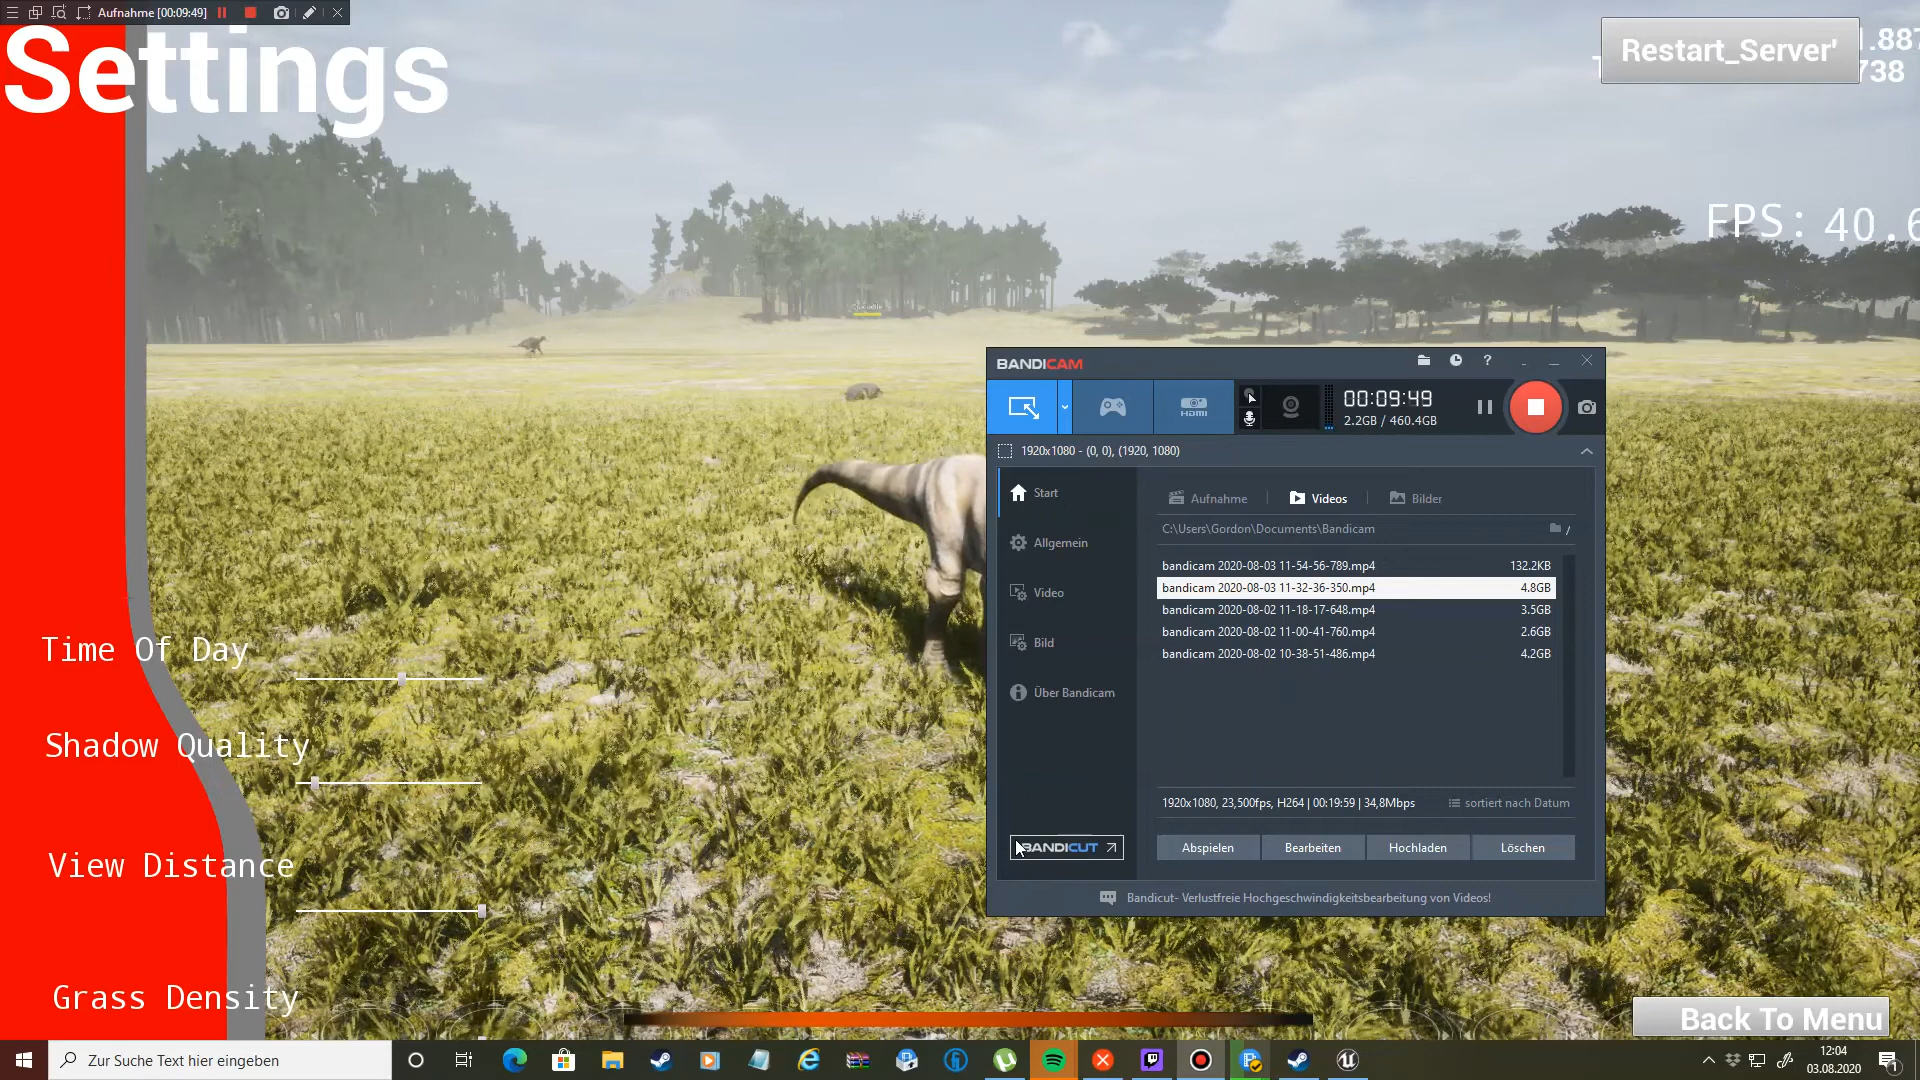 Aufnahme [00:09:49]
Settings
Restart_Server'
1.887
738
FPS: 40.6
BANDICAM
?
HDMI
00:09:49
2.2GB / 460.4GB
1920x1080 - (0, 0), (1920, 1080)
Start
Allgemein
Video
Bild
Über Bandicam
BANDICUT
Aufnahme
Videos
Bilder
C:\Users\Gordon\Documents\Bandicam
/
bandicam 2020-08-03 11-54-56-789.mp4 132.2KB
bandicam 2020-08-03 11-32-36-350.mp4 4.8GB
bandicam 2020-08-02 11-18-17-648.mp4 3.5GB
bandicam 2020-08-02 11-00-41-760.mp4 2.6GB
bandicam 2020-08-02 10-38-51-486.mp4 4.2GB
1920x1080, 23,500fps, H264 | 00:19:59 | 34,8Mbps
sortiert nach Datum
Abspielen
Bearbeiten
Hochladen
Löschen
Bandicut- Verlustfreie Hochgeschwindigkeitsbearbeitung von Videos!
Time Of Day
Shadow Quality
View Distance
Grass Density
Back To Menu
Zur Suche Text hier eingeben
12:04
03.08.2020
1